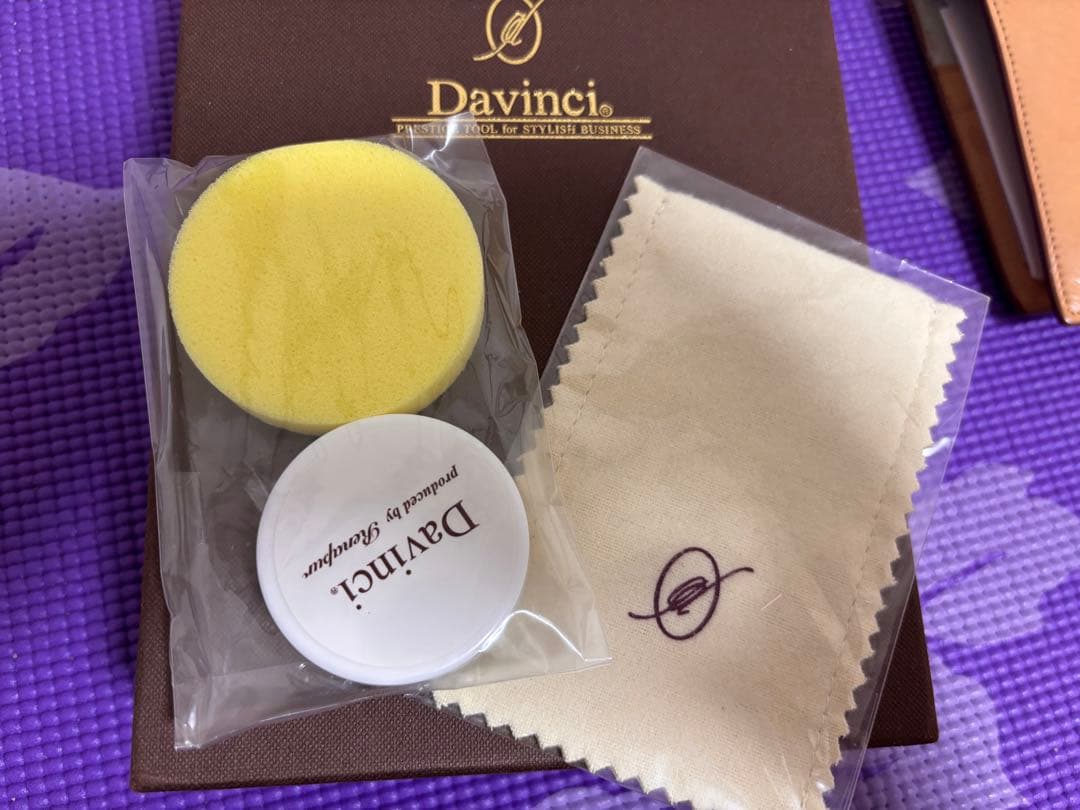 Davinci®
PRESTIGE TOOL for STYLISH BUSINESS
Davinci®
produced by Renapur